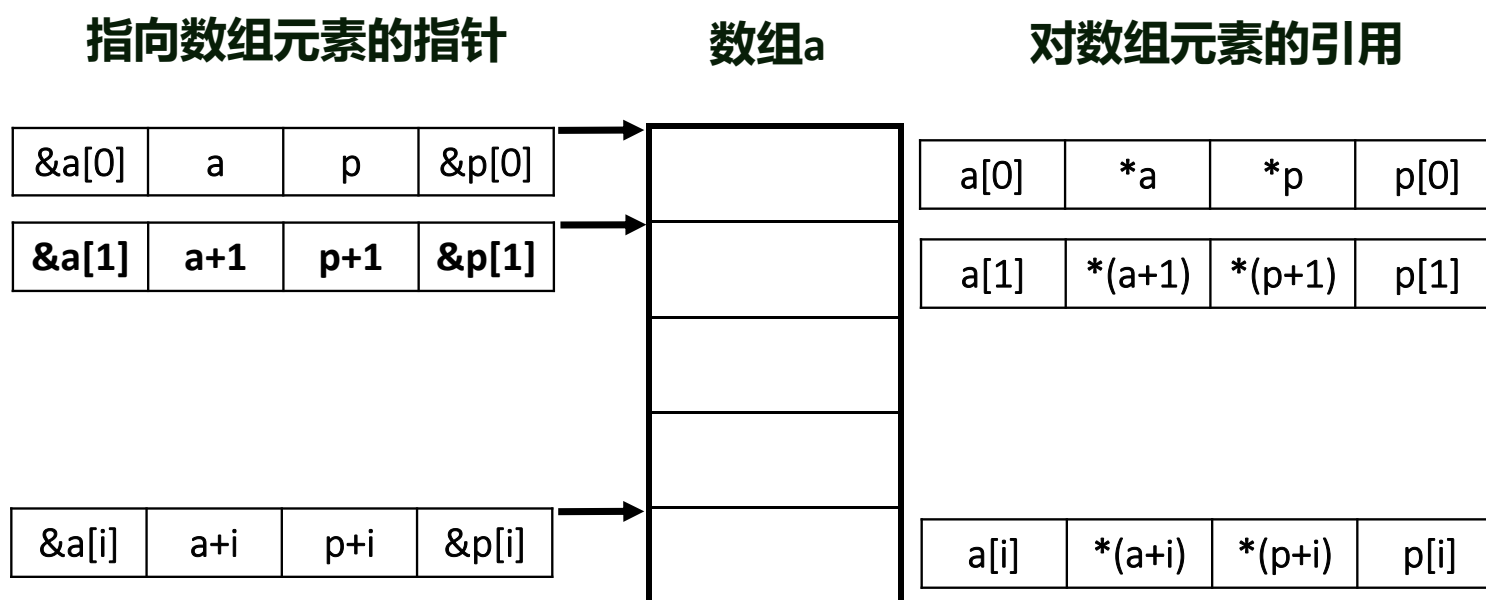 指向数组元素的指针 数组a 对数组元素的引用
&a[0] a p &p[0] a[0] *a *p p[0]
&a[1] a+1 p+1 &p[1] a[1] *(a+1) *(p+1) p[1]
&a[i] a+i p+i &p[i] a[i] *(a+i) *(p+i) p[i]